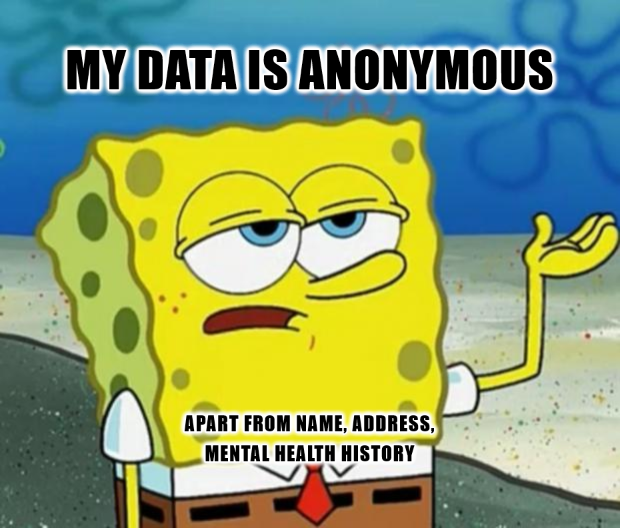 MY DATA IS ANONYMOUS
APART FROM NAME, ADDRESS,
MENTAL HEALTH HISTORY